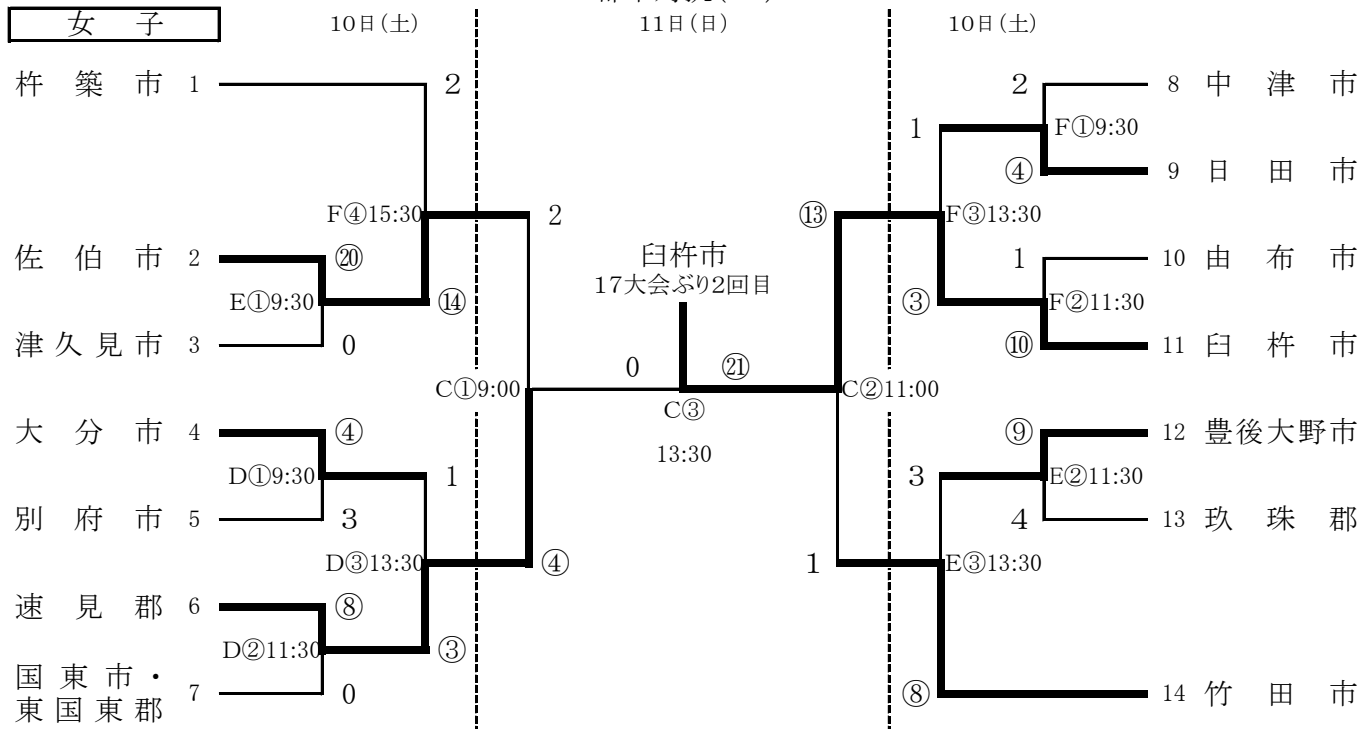 女 子
10日(土)
11日(日)
10日(土)
杵 築 市 1
2
F④15:30
2
佐 伯 市 2
⑳
E①9:30
⑭
津久見市 3
0
C①9:00
大 分 市 4
④
D①9:30
1
別 府 市 5
3
D③13:30
④
速 見 郡 6
⑧
D②11:30
③
国東市・
東国東郡 7
0
臼杵市
17大会ぶり2回目
0
㉑
C③
13:30
2
8 中 津 市
1
F①9:30
④
9 日 田 市
⑬
F③13:30
1
10 由 布 市
③
F②11:30
⑩
11 臼 杵 市
C②11:00
⑨
12 豊後大野市
3
E②11:30
4
13 玖 珠 郡
1
E③13:30
⑧
14 竹 田 市